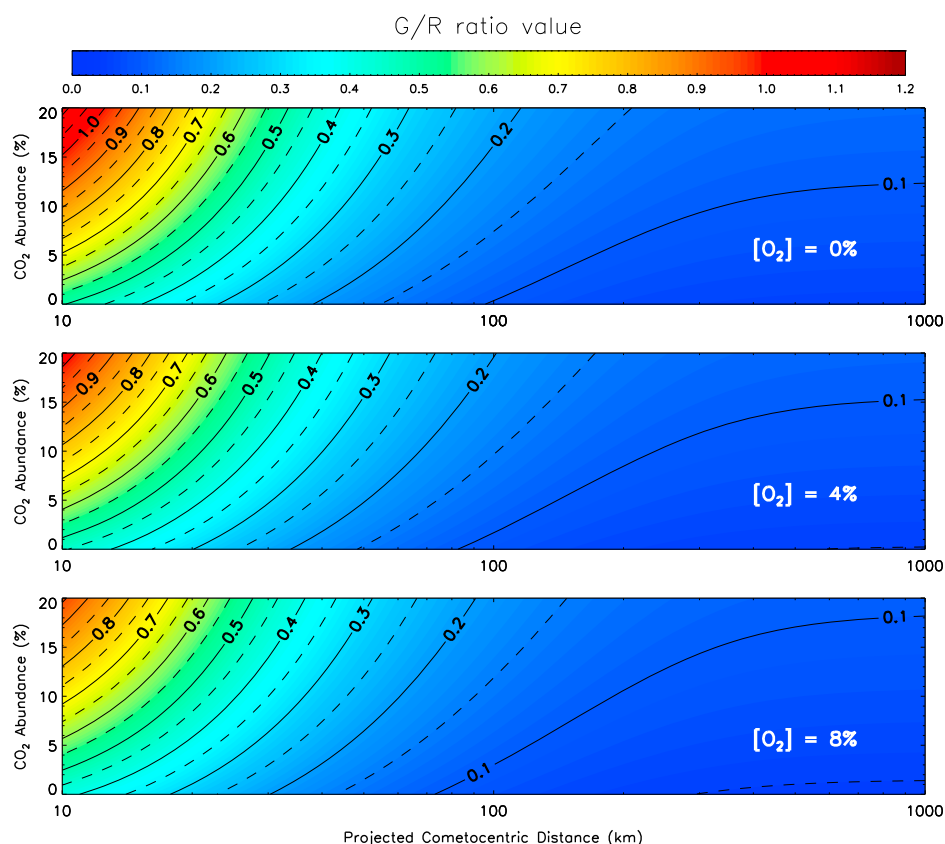 G/R ratio value
0.0 0.1 0.2 0.3 0.4 0.5 0.6 0.7 0.8 0.9 1.0 1.1 1.2
20
15
10
5
0
CO₂ Abundance (%)
1.0 0.9 0.8 0.7 0.6 0.5 0.4 0.3 0.2 0.1
[O₂] = 0%
10 100 1000
20
15
10
5
0
CO₂ Abundance (%)
0.9 0.8 0.7 0.6 0.5 0.4 0.3 0.2 0.1
[O₂] = 4%
10 100 1000
20
15
10
5
0
CO₂ Abundance (%)
0.8 0.7 0.6 0.5 0.4 0.3 0.2 0.1 0.1
[O₂] = 8%
10 100 1000
Projected Cometocentric Distance (km)